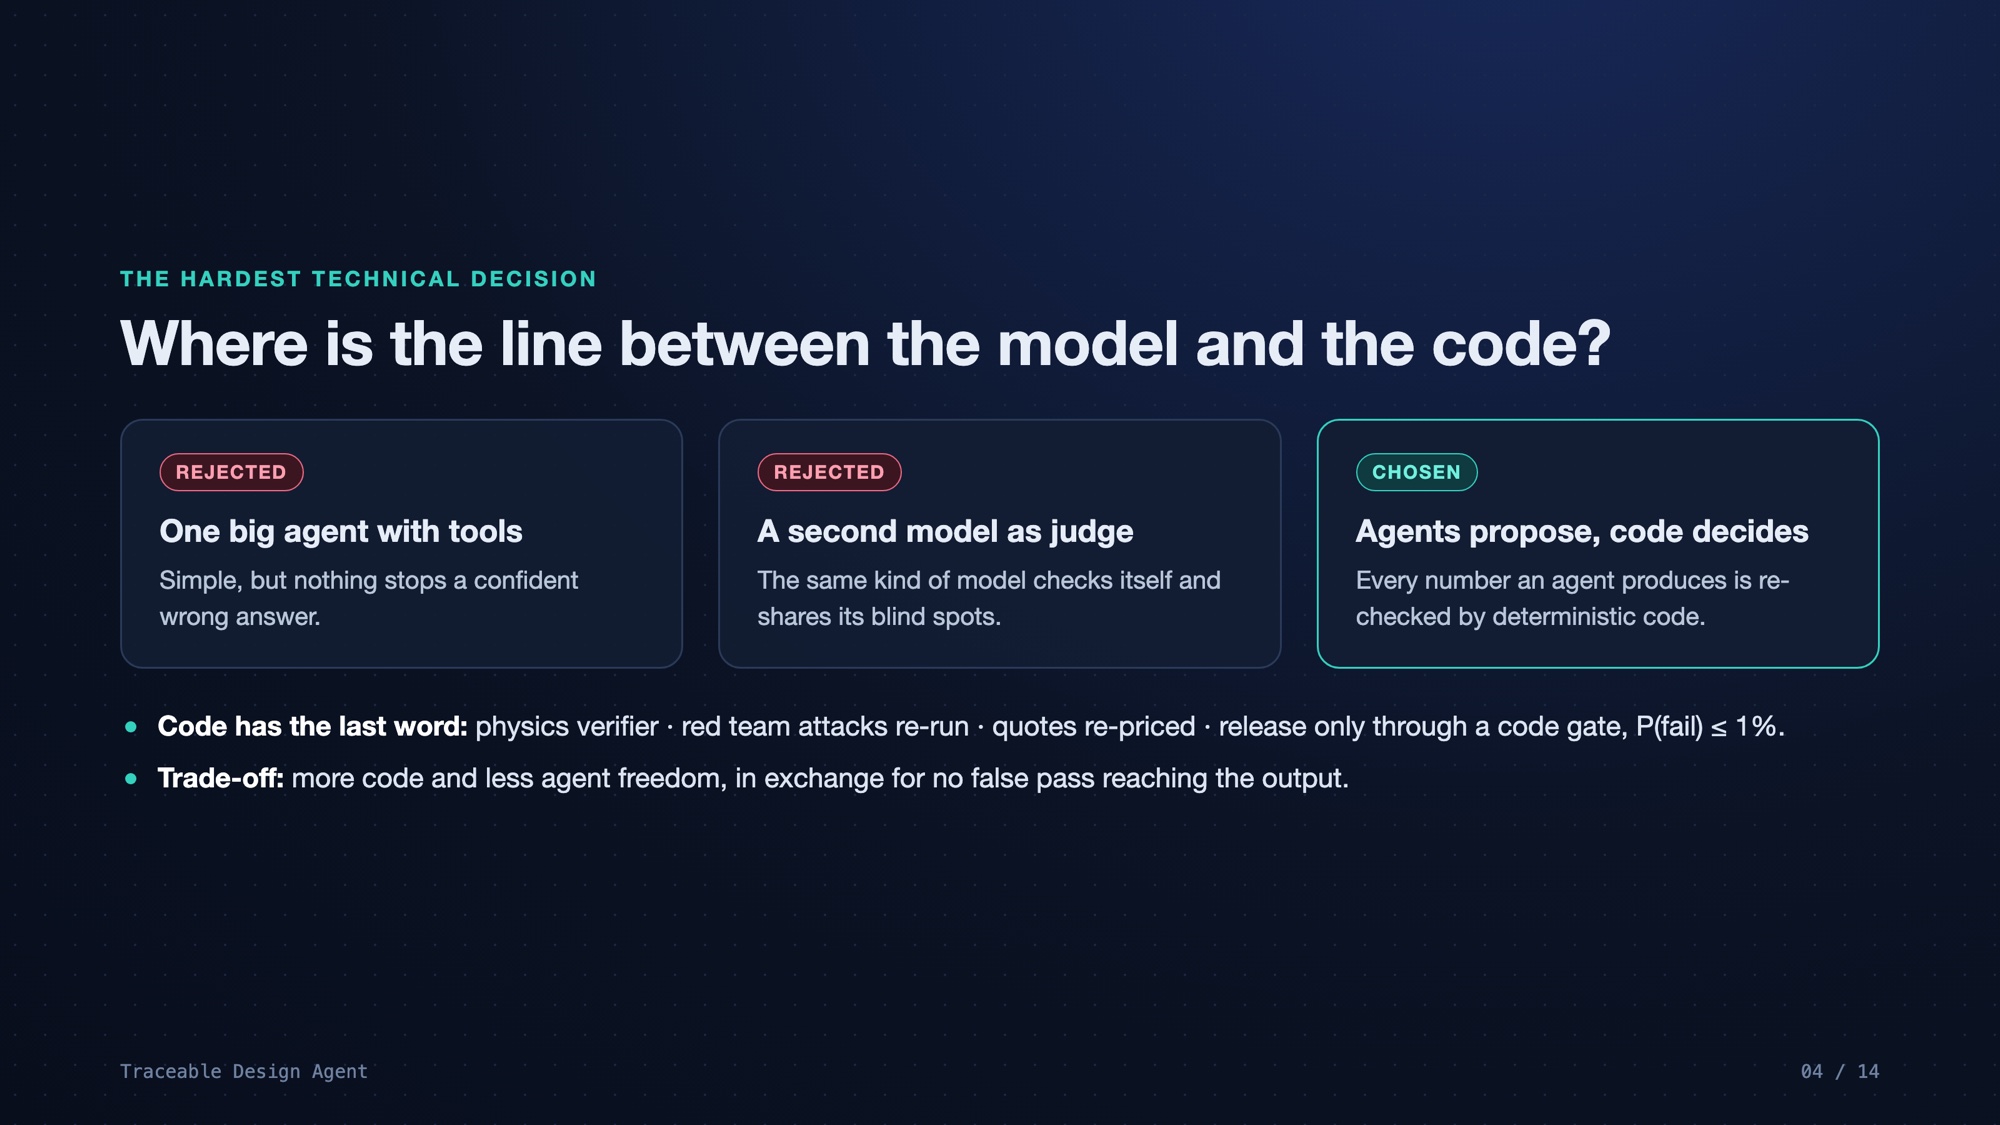 THE HARDEST TECHNICAL DECISION
Where is the line between the model and the code?
REJECTED
One big agent with tools
Simple, but nothing stops a confident
wrong answer.
REJECTED
A second model as judge
The same kind of model checks itself and
shares its blind spots.
CHOSEN
Agents propose, code decides
Every number an agent produces is re-
checked by deterministic code.
• Code has the last word: physics verifier · red team attacks re-run · quotes re-priced · release only through a code gate, P(fail) ≤ 1%.
• Trade-off: more code and less agent freedom, in exchange for no false pass reaching the output.
Traceable Design Agent
04 / 14